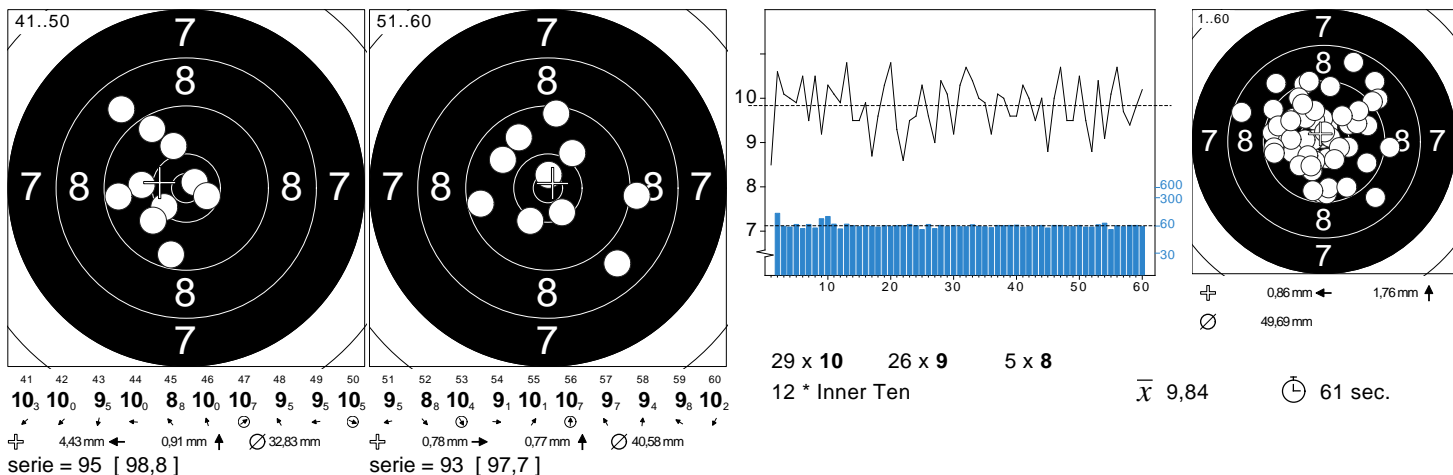 41..50
7
8
7 8 8 7
8
7
41 42 43 44 45 46 47 48 49 50
10₃ 10₀ 9₅ 10₀ 8₈ 10₀ 10₇ 9₅ 9₅ 10₅
4,43 mm 0,91 mm 32,83 mm
serie = 95 [ 98,8 ]
51..60
7
8
7 8 8 7
8
7
51 52 53 54 55 56 57 58 59 60
9₅ 8₈ 10₄ 9₁ 10₁ 10₇ 9₇ 9₄ 9₈ 10₂
0,78 mm 0,77 mm 40,58 mm
serie = 93 [ 97,7 ]
10
9
8
7
600
300
60
30
10 20 30 40 50 60
1..60
7
8
7 8 8 7
8
7
0,86 mm 1,76 mm
49,69 mm
29 x 10 26 x 9 5 x 8
12 * Inner Ten x̅ 9,84 61 sec.